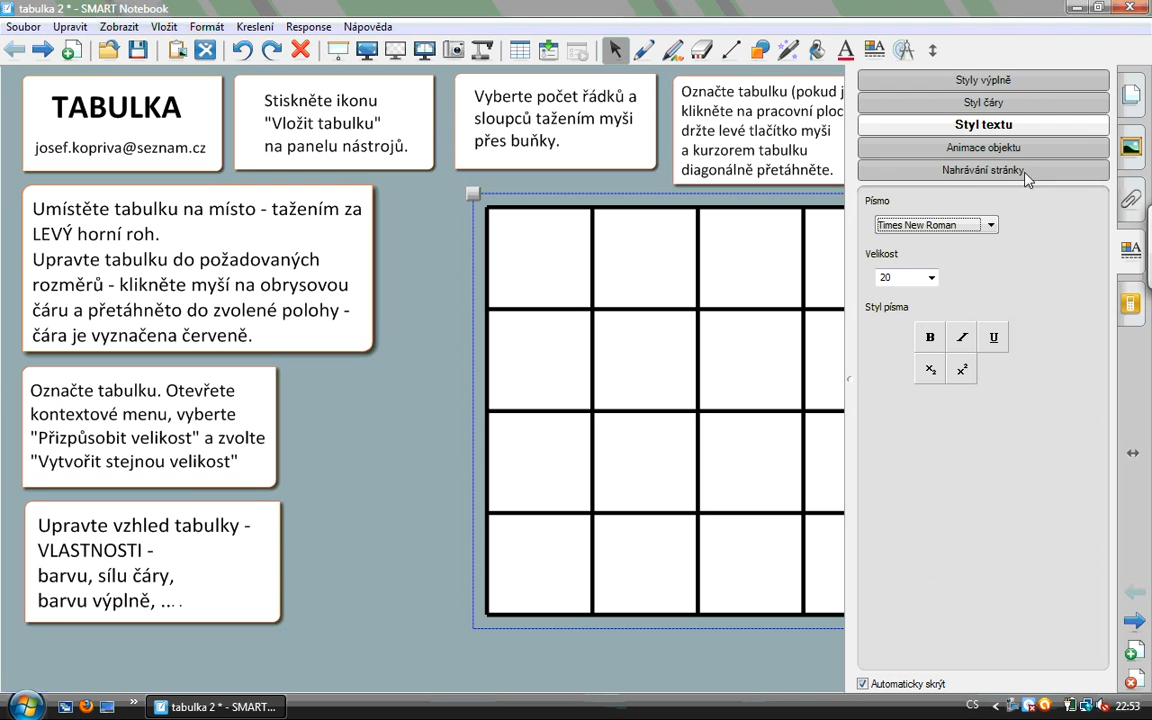 tabulka 2 * - SMART Notebook
Soubor Upravit Zobrazit Vložit Formát Kreslení Response Nápověda
TABULKA
josef.kopriva@seznam.cz
Stiskněte ikonu
"Vložit tabulku"
na panelu nástrojů.
Vyberte počet řádků a
sloupců tažením myši
přes buňky.
Označte tabulku (pokud j
klikněte na pracovní ploc
držte levé tlačítko myši
a kurzorem tabulku
diagonálně přetáhněte.
Umístěte tabulku na místo - tažením za
LEVÝ horní roh.
Upravte tabulku do požadovaných
rozměrů - klikněte myší na obrysovou
čáru a přetáhněto do zvolené polohy -
čára je vyznačena červeně.
Označte tabulku. Otevřete
kontextové menu, vyberte
"Přizpůsobit velikost" a zvolte
"Vytvořit stejnou velikost"
Upravte vzhled tabulky -
VLASTNOSTI -
barvu, sílu čáry,
barvu výplně, ... .
Styly výplně
Styl čáry
Styl textu
Animace objektu
Nahrávání stránky
Písmo
Times New Roman
Velikost
20
Styl písma
B I U
x₂ x²
Automaticky skrýt
tabulka 2 * - SMART...
CS
22:53